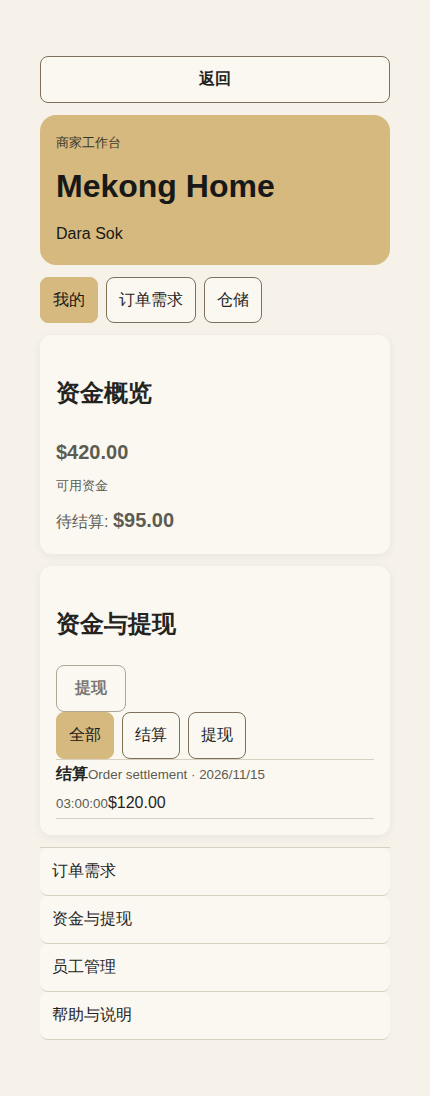 返回
商家工作台
Mekong Home
Dara Sok
我的 订单需求 仓储
资金概览
$420.00
可用资金
待结算: $95.00
资金与提现
提现
全部 结算 提现
结算Order settlement · 2026/11/15
03:00:00$120.00
订单需求
资金与提现
员工管理
帮助与说明